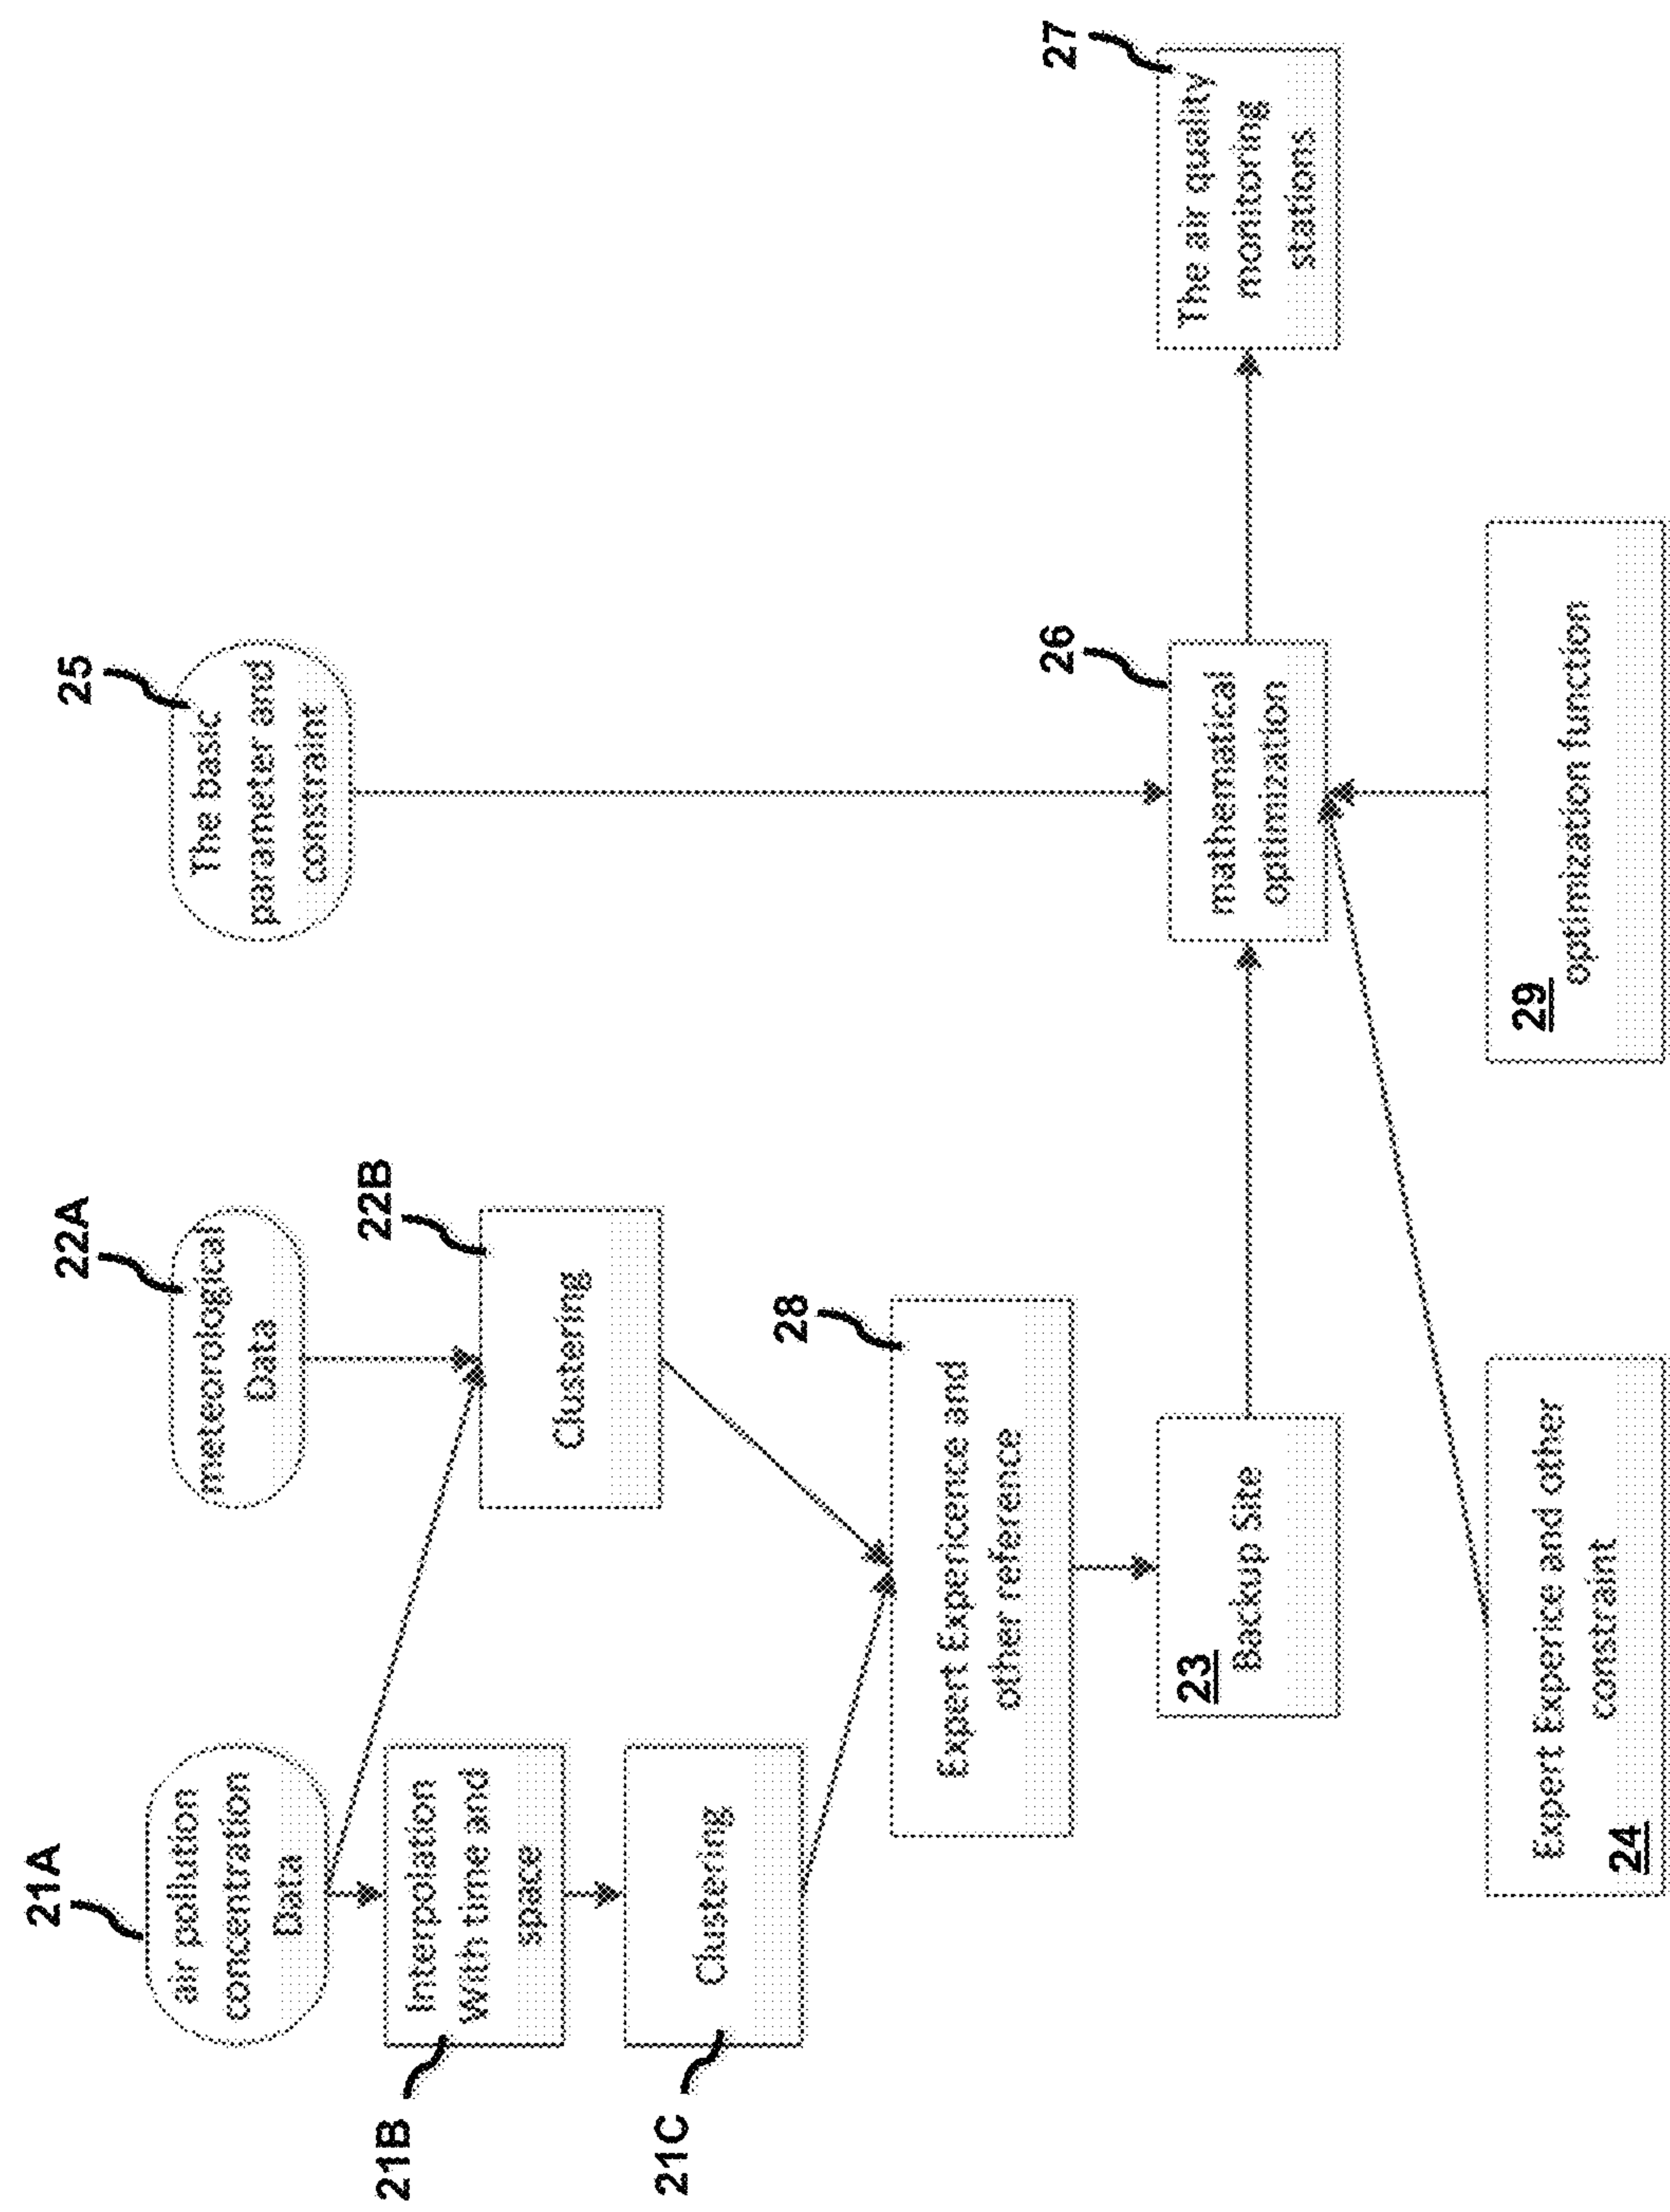 21A
air pollution
concentration
Data
22A
meteorological
Data
25
The basic
parameter and
constraint
21B
Interpolation
With time and
space
22B
Clustering
21C
Clustering
28
Expert Expericence and
other reference
23
Backup Site
26
mathematical
optimization
27
The air quality
monitoring
stations
Expert Experice and other
constraint
24
29
optimization function